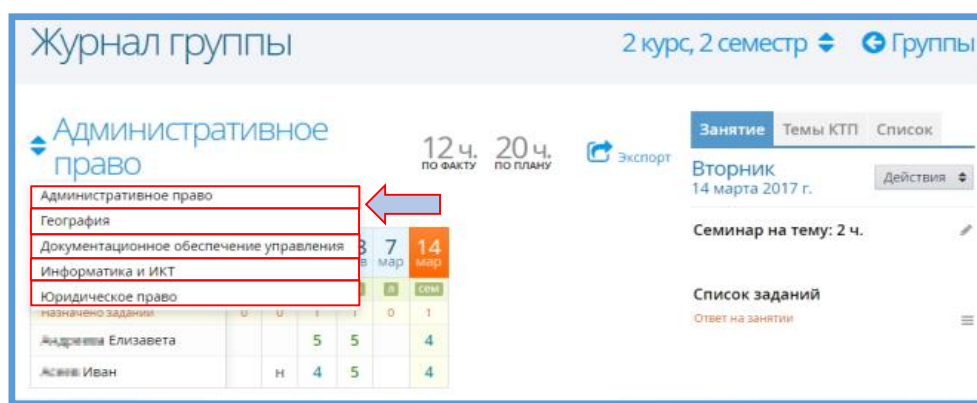 Журнал группы
2 курс, 2 семестр
Группы
Административное право
12 ч.
ПО ФАКТУ
20 ч.
ПО ПЛАНУ
Экспорт
Занятие
Темы КТП
Список
Вторник
14 марта 2017 г.
Действия
Административное право
География
Документационное обеспечение управления
Информатика и ИКТ
Юридическое право
8
7
мар
14
мар
л
сем
Назначено заданий 0 0 1 1 0 1
Елизавета 5 5 4
Иван н 4 5 4
Семинар на тему: 2 ч.
Список заданий
Ответ на занятии